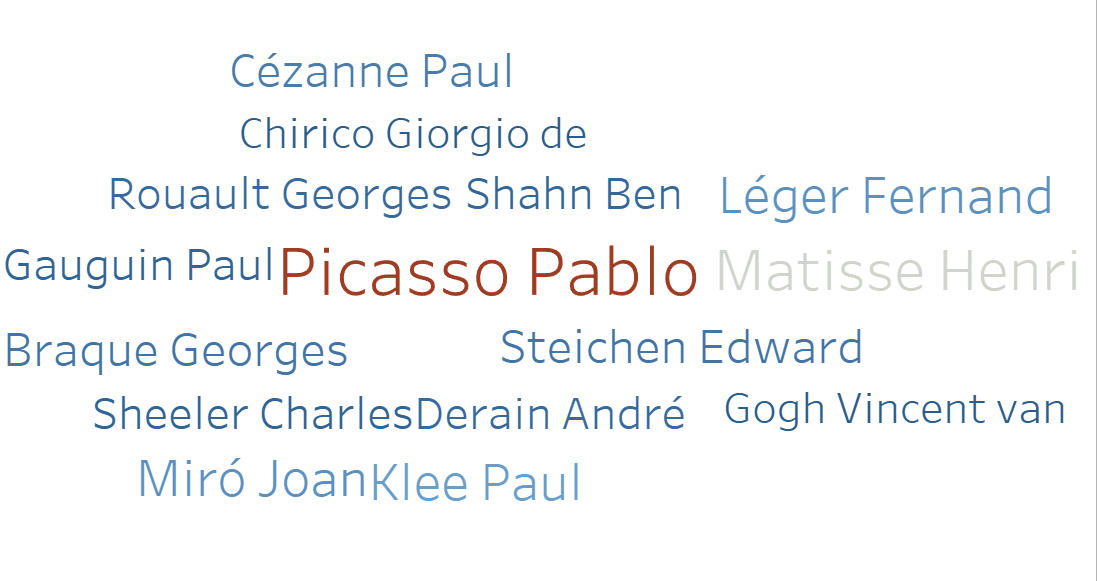 Cézanne Paul
Chirico Giorgio de
Rouault Georges Shahn Ben Léger Fernand
Gauguin Paul Picasso Pablo Matisse Henri
Braque Georges Steichen Edward
Sheeler Charles Derain André Gogh Vincent van
Miró Joan Klee Paul